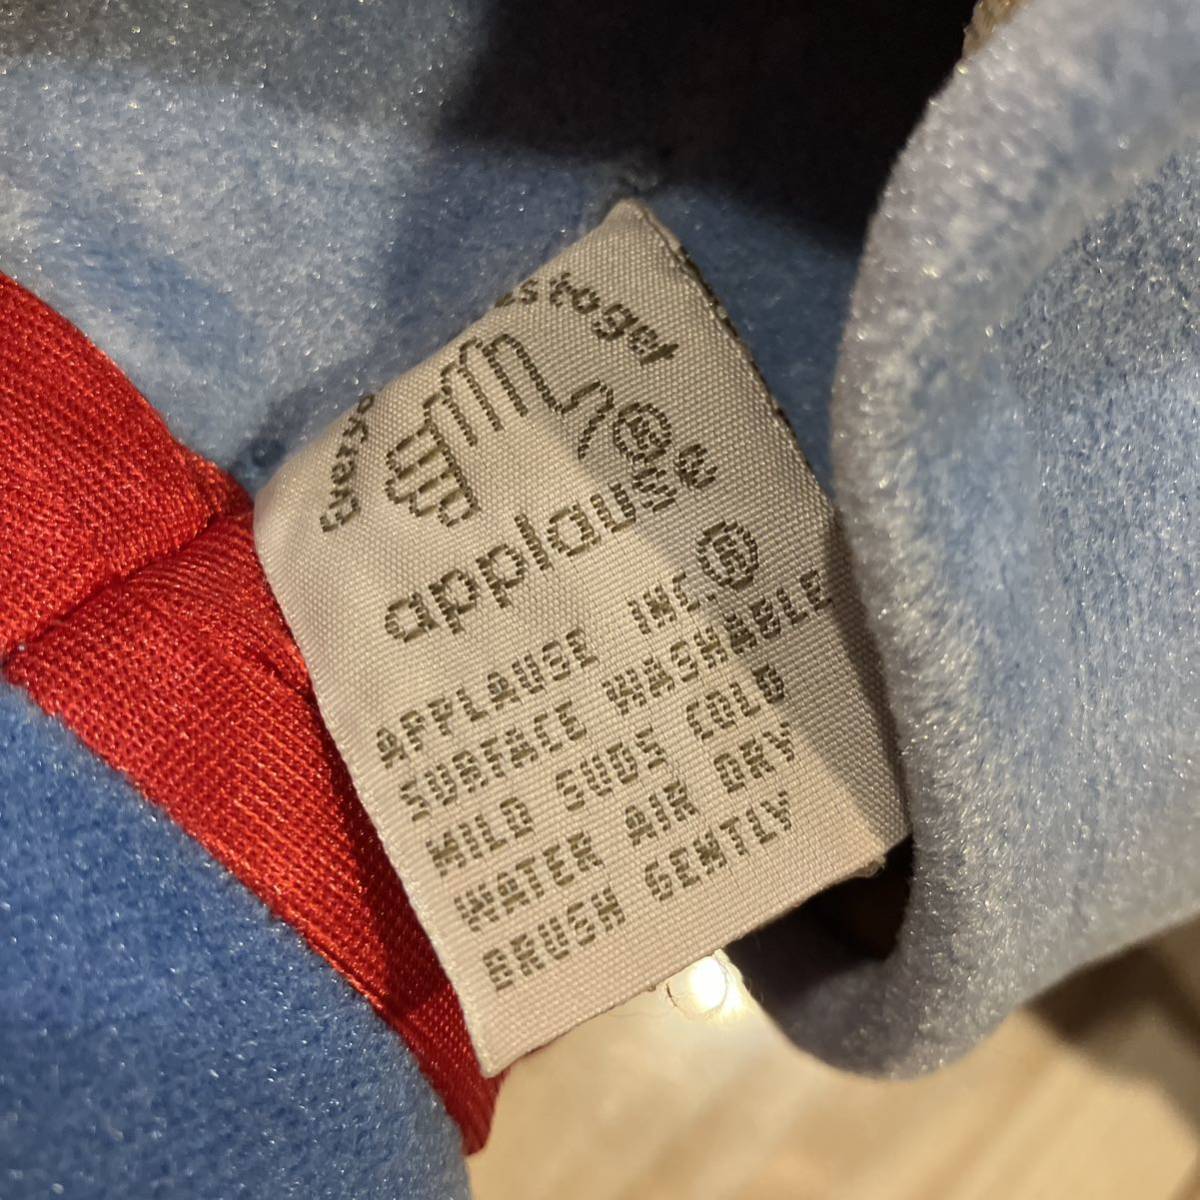 applause®
APPLAUSE INC.®
SURFACE WASHABLE
MILD SUDS COLD
WATER AIR DRY
BRUSH GENTLY